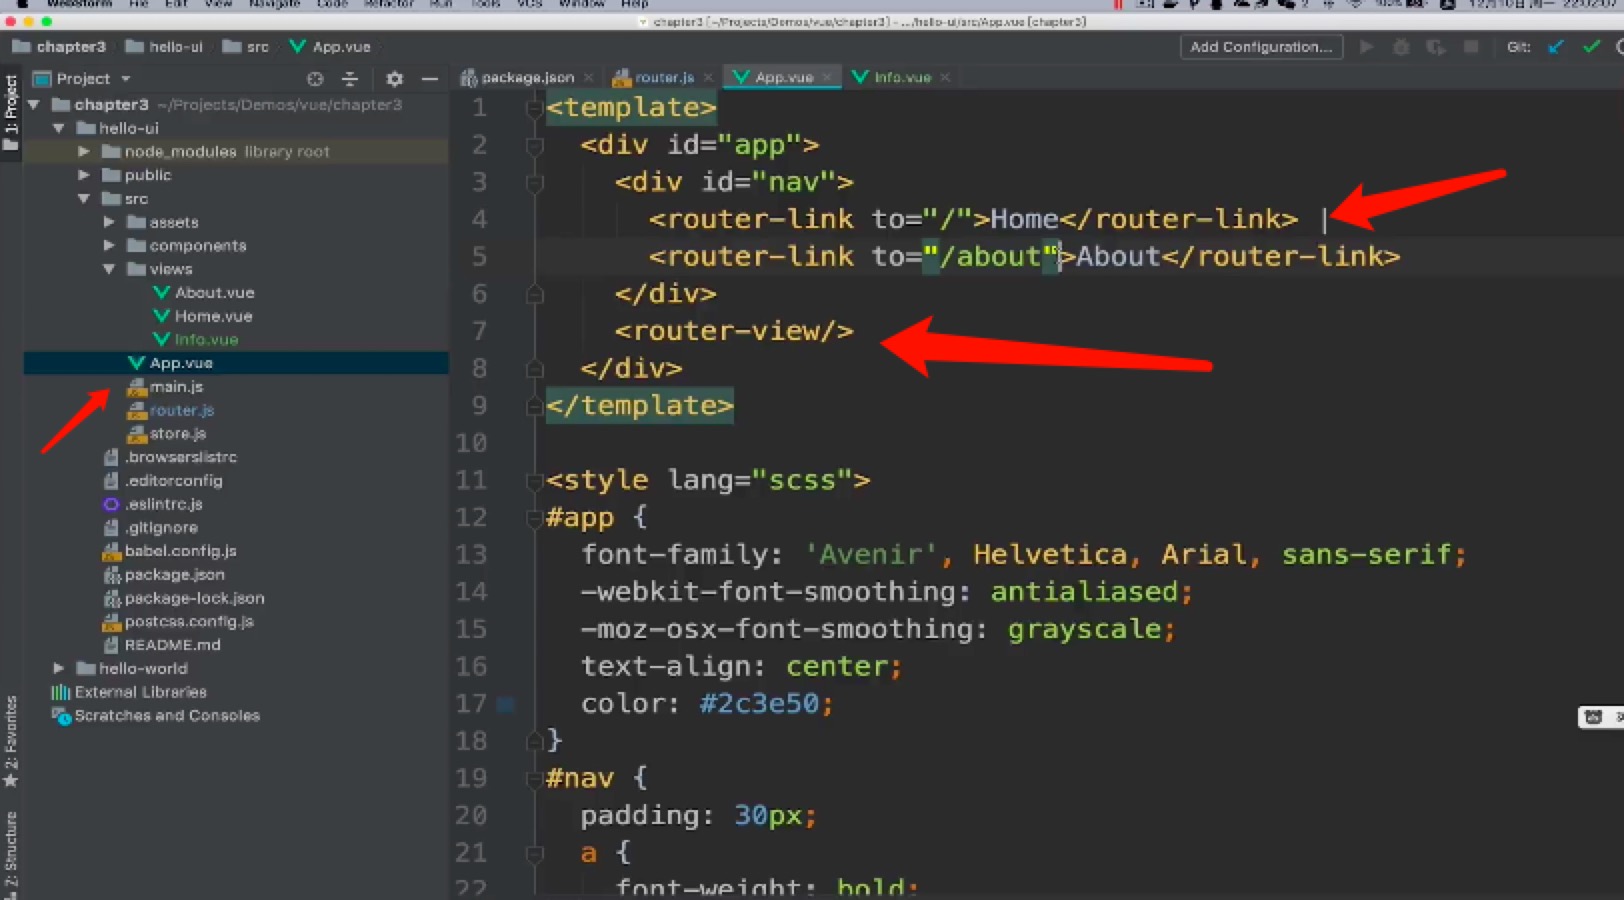 WebStorm File Edit View Navigate Code Refactor Run Tools VCS Window Help
chapter3 [~/Projects/Demos/vue/chapter3] - .../hello-ui/src/App.vue [chapter3]
chapter3 hello-ui src App.vue Add Configuration... Git:
1: Project
Project
package.json router.js App.vue Info.vue
chapter3 ~/Projects/Demos/vue/chapter3
hello-ui
node_modules library root
public
src
assets
components
views
About.vue
Home.vue
Info.vue
App.vue
main.js
router.js
store.js
.browserslistrc
.editorconfig
.eslintrc.js
.gitignore
babel.config.js
package.json
package-lock.json
postcss.config.js
README.md
hello-world
External Libraries
Scratches and Consoles
2: Favorites
Z: Structure
1 <template>
2 <div id="app">
3 <div id="nav">
4 <router-link to="/">Home</router-link> |
5 <router-link to="/about">About</router-link>
6 </div>
7 <router-view/>
8 </div>
9 </template>
10
11 <style lang="scss">
12 #app {
13 font-family: 'Avenir', Helvetica, Arial, sans-serif;
14 -webkit-font-smoothing: antialiased;
15 -moz-osx-font-smoothing: grayscale;
16 text-align: center;
17 color: #2c3e50;
18 }
19 #nav {
20 padding: 30px;
21 a {
22 font-weight: bold;